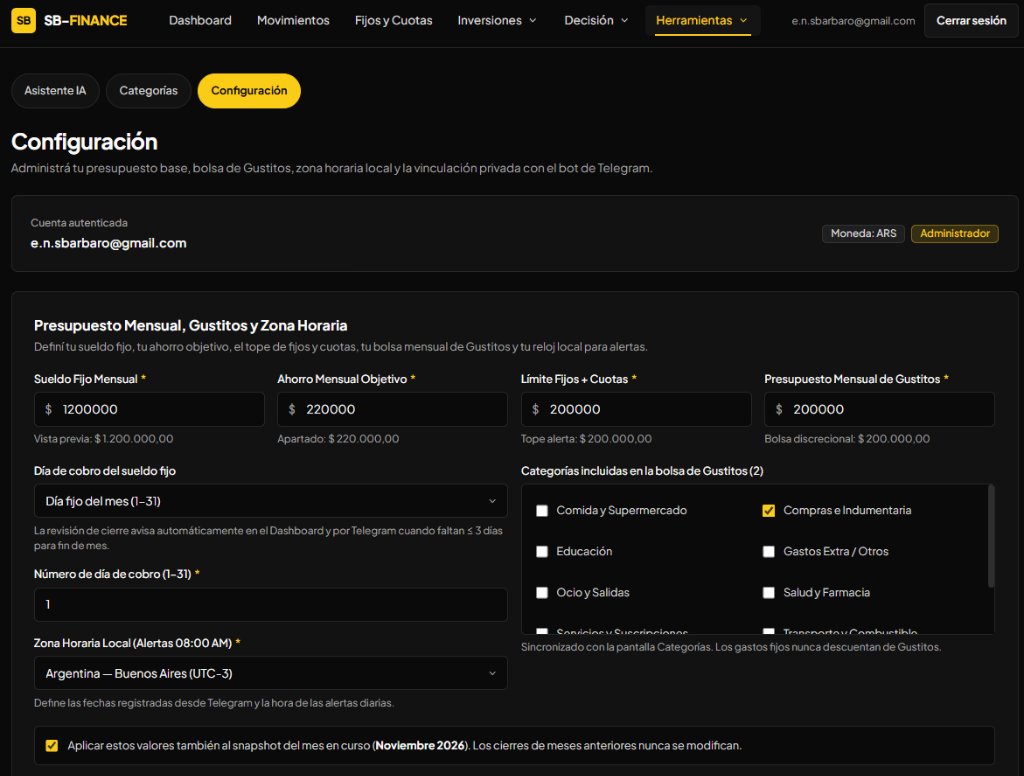 SB SB-FINANCE Dashboard Movimientos Fijos y Cuotas Inversiones Decisión Herramientas e.n.sbarbaro@gmail.com Cerrar sesión
Asistente IA Categorías Configuración
Configuración
Administrá tu presupuesto base, bolsa de Gustitos, zona horaria local y la vinculación privada con el bot de Telegram.
Cuenta autenticada
e.n.sbarbaro@gmail.com
Moneda: ARS Administrador
Presupuesto Mensual, Gustitos y Zona Horaria
Definí tu sueldo fijo, tu ahorro objetivo, el tope de fijos y cuotas, tu bolsa mensual de Gustitos y tu reloj local para alertas.
Sueldo Fijo Mensual * Ahorro Mensual Objetivo * Límite Fijos + Cuotas * Presupuesto Mensual de Gustitos *
$ 1200000 $ 220000 $ 200000 $ 200000
Vista previa: $ 1.200.000,00 Apartado: $ 220.000,00 Tope alerta: $ 200.000,00 Bolsa discrecional: $ 200.000,00
Día de cobro del sueldo fijo
Día fijo del mes (1–31)
La revisión de cierre avisa automáticamente en el Dashboard y por Telegram cuando faltan ≤ 3 días
para fin de mes.
Número de día de cobro (1–31) *
1
Zona Horaria Local (Alertas 08:00 AM) *
Argentina — Buenos Aires (UTC-3)
Define las fechas registradas desde Telegram y la hora de las alertas diarias.
Categorías incluidas en la bolsa de Gustitos (2)
Comida y Supermercado Compras e Indumentaria
Educación Gastos Extra / Otros
Ocio y Salidas Salud y Farmacia
Servicios y Suscripciones Transporte y Combustible
Sincronizado con la pantalla Categorías. Los gastos fijos nunca descuentan de Gustitos.
Aplicar estos valores también al snapshot del mes en curso (Noviembre 2026). Los cierres de meses anteriores nunca se modifican.